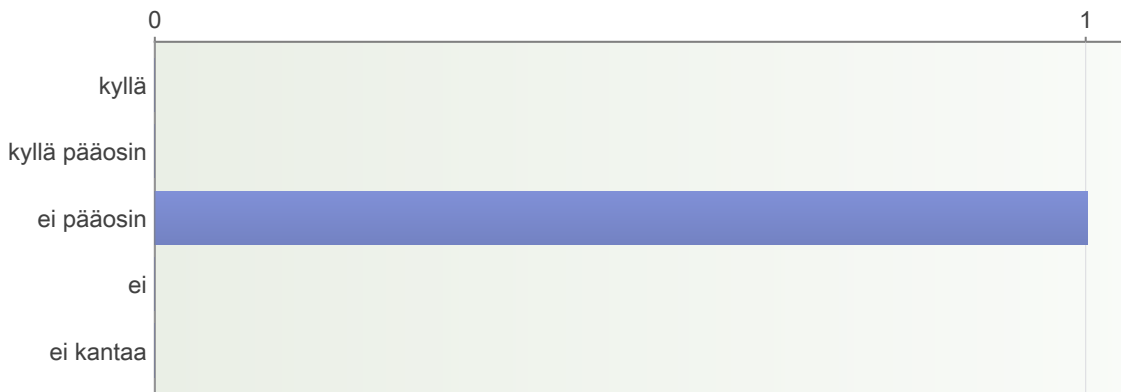 0 1
kyllä
kyllä pääosin
ei pääosin
ei
ei kantaa